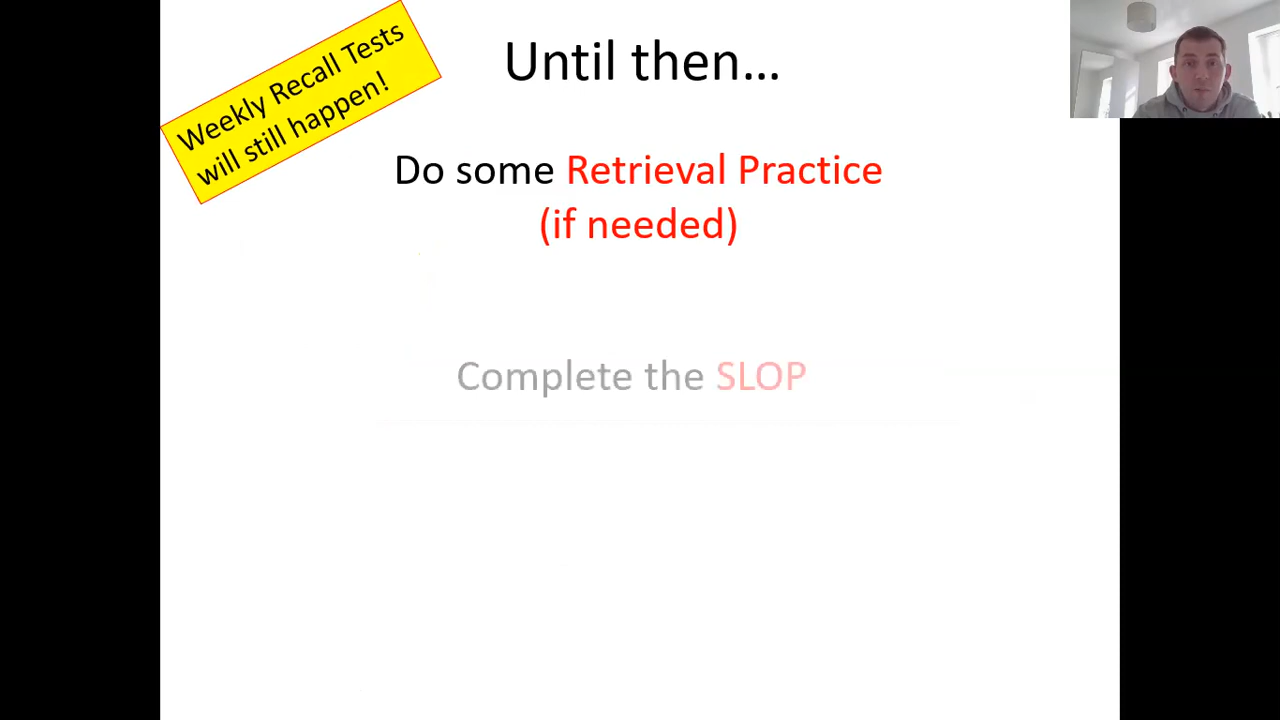 Weekly Recall Tests
will still happen!
Until then…
Do some Retrieval Practice
(if needed)
Complete the SLOP